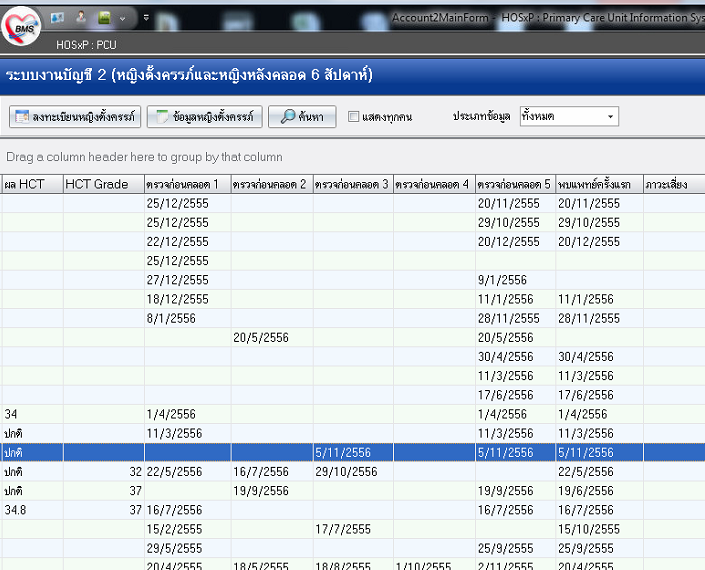 BMS
Account2MainForm - HOSxP : Primary Care Unit Information Sys
HOSxP : PCU
ระบบงานบัญชี 2 (หญิงตั้งครรภ์และหญิงหลังคลอด 6 สัปดาห์)
ลงทะเบียนหญิงตั้งครรภ์ ข้อมูลหญิงตั้งครรภ์ ค้นหา แสดงทุกคน ประเภทข้อมูล ทั้งหมด
Drag a column header here to group by that column
ผล HCT HCT Grade ตรวจก่อนคลอด 1 ตรวจก่อนคลอด 2 ตรวจก่อนคลอด 3 ตรวจก่อนคลอด 4 ตรวจก่อนคลอด 5 พบแพทย์ครั้งแรก ภาวะเสี่ยง
25/12/2555 20/11/2555 20/11/2555
25/12/2555 29/10/2555 29/10/2555
22/12/2555 20/12/2555 20/12/2555
25/12/2555
27/12/2555 9/1/2556
18/12/2555 11/1/2556 11/1/2556
8/1/2556 28/11/2555 28/11/2555
20/5/2556 20/5/2556
30/4/2556 30/4/2556
11/3/2556 11/3/2556
17/6/2556 17/6/2556
34 1/4/2556 1/4/2556 1/4/2556
ปกติ 11/3/2556 11/3/2556 11/3/2556
ปกติ 5/11/2556 5/11/2556 5/11/2556
ปกติ 32 22/5/2556 16/7/2556 29/10/2556 22/5/2556
ปกติ 37 19/9/2556 19/9/2556 19/6/2556
34.8 37 16/7/2556 16/7/2556 16/7/2556
15/2/2556 17/7/2556 15/10/2556
29/5/2556 25/9/2556 25/9/2556
20/4/2556 18/5/2556 18/8/2556 1/10/2556 2/11/2556 20/4/2556